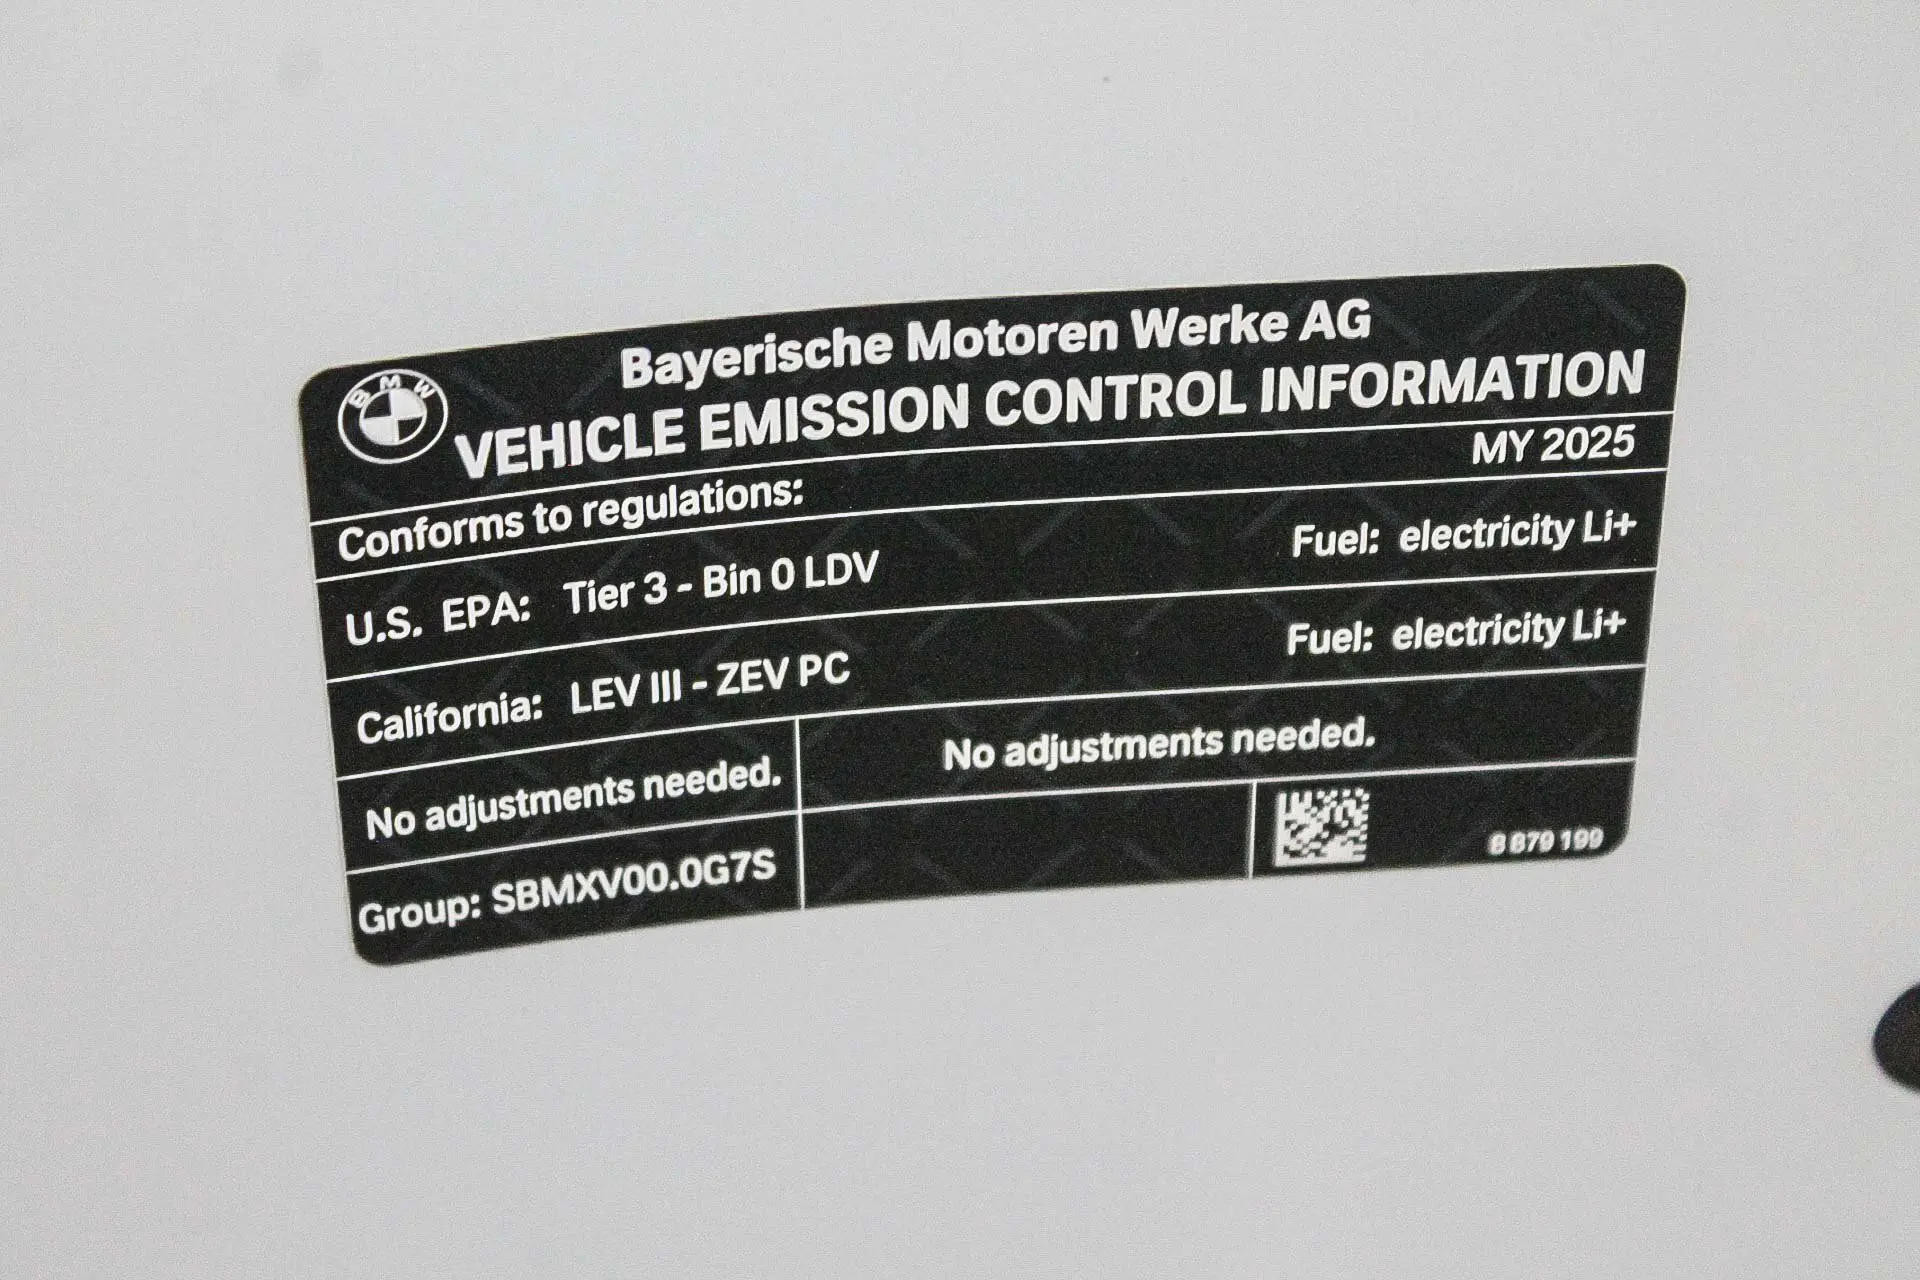 BMW
Bayerische Motoren Werke AG
VEHICLE EMISSION CONTROL INFORMATION
Conforms to regulations: MY 2025
U.S. EPA: Tier 3 - Bin 0 LDV Fuel: electricity Li+
California: LEV III - ZEV PC Fuel: electricity Li+
No adjustments needed. No adjustments needed.
Group: SBMXV00.0G7S 8 879 199